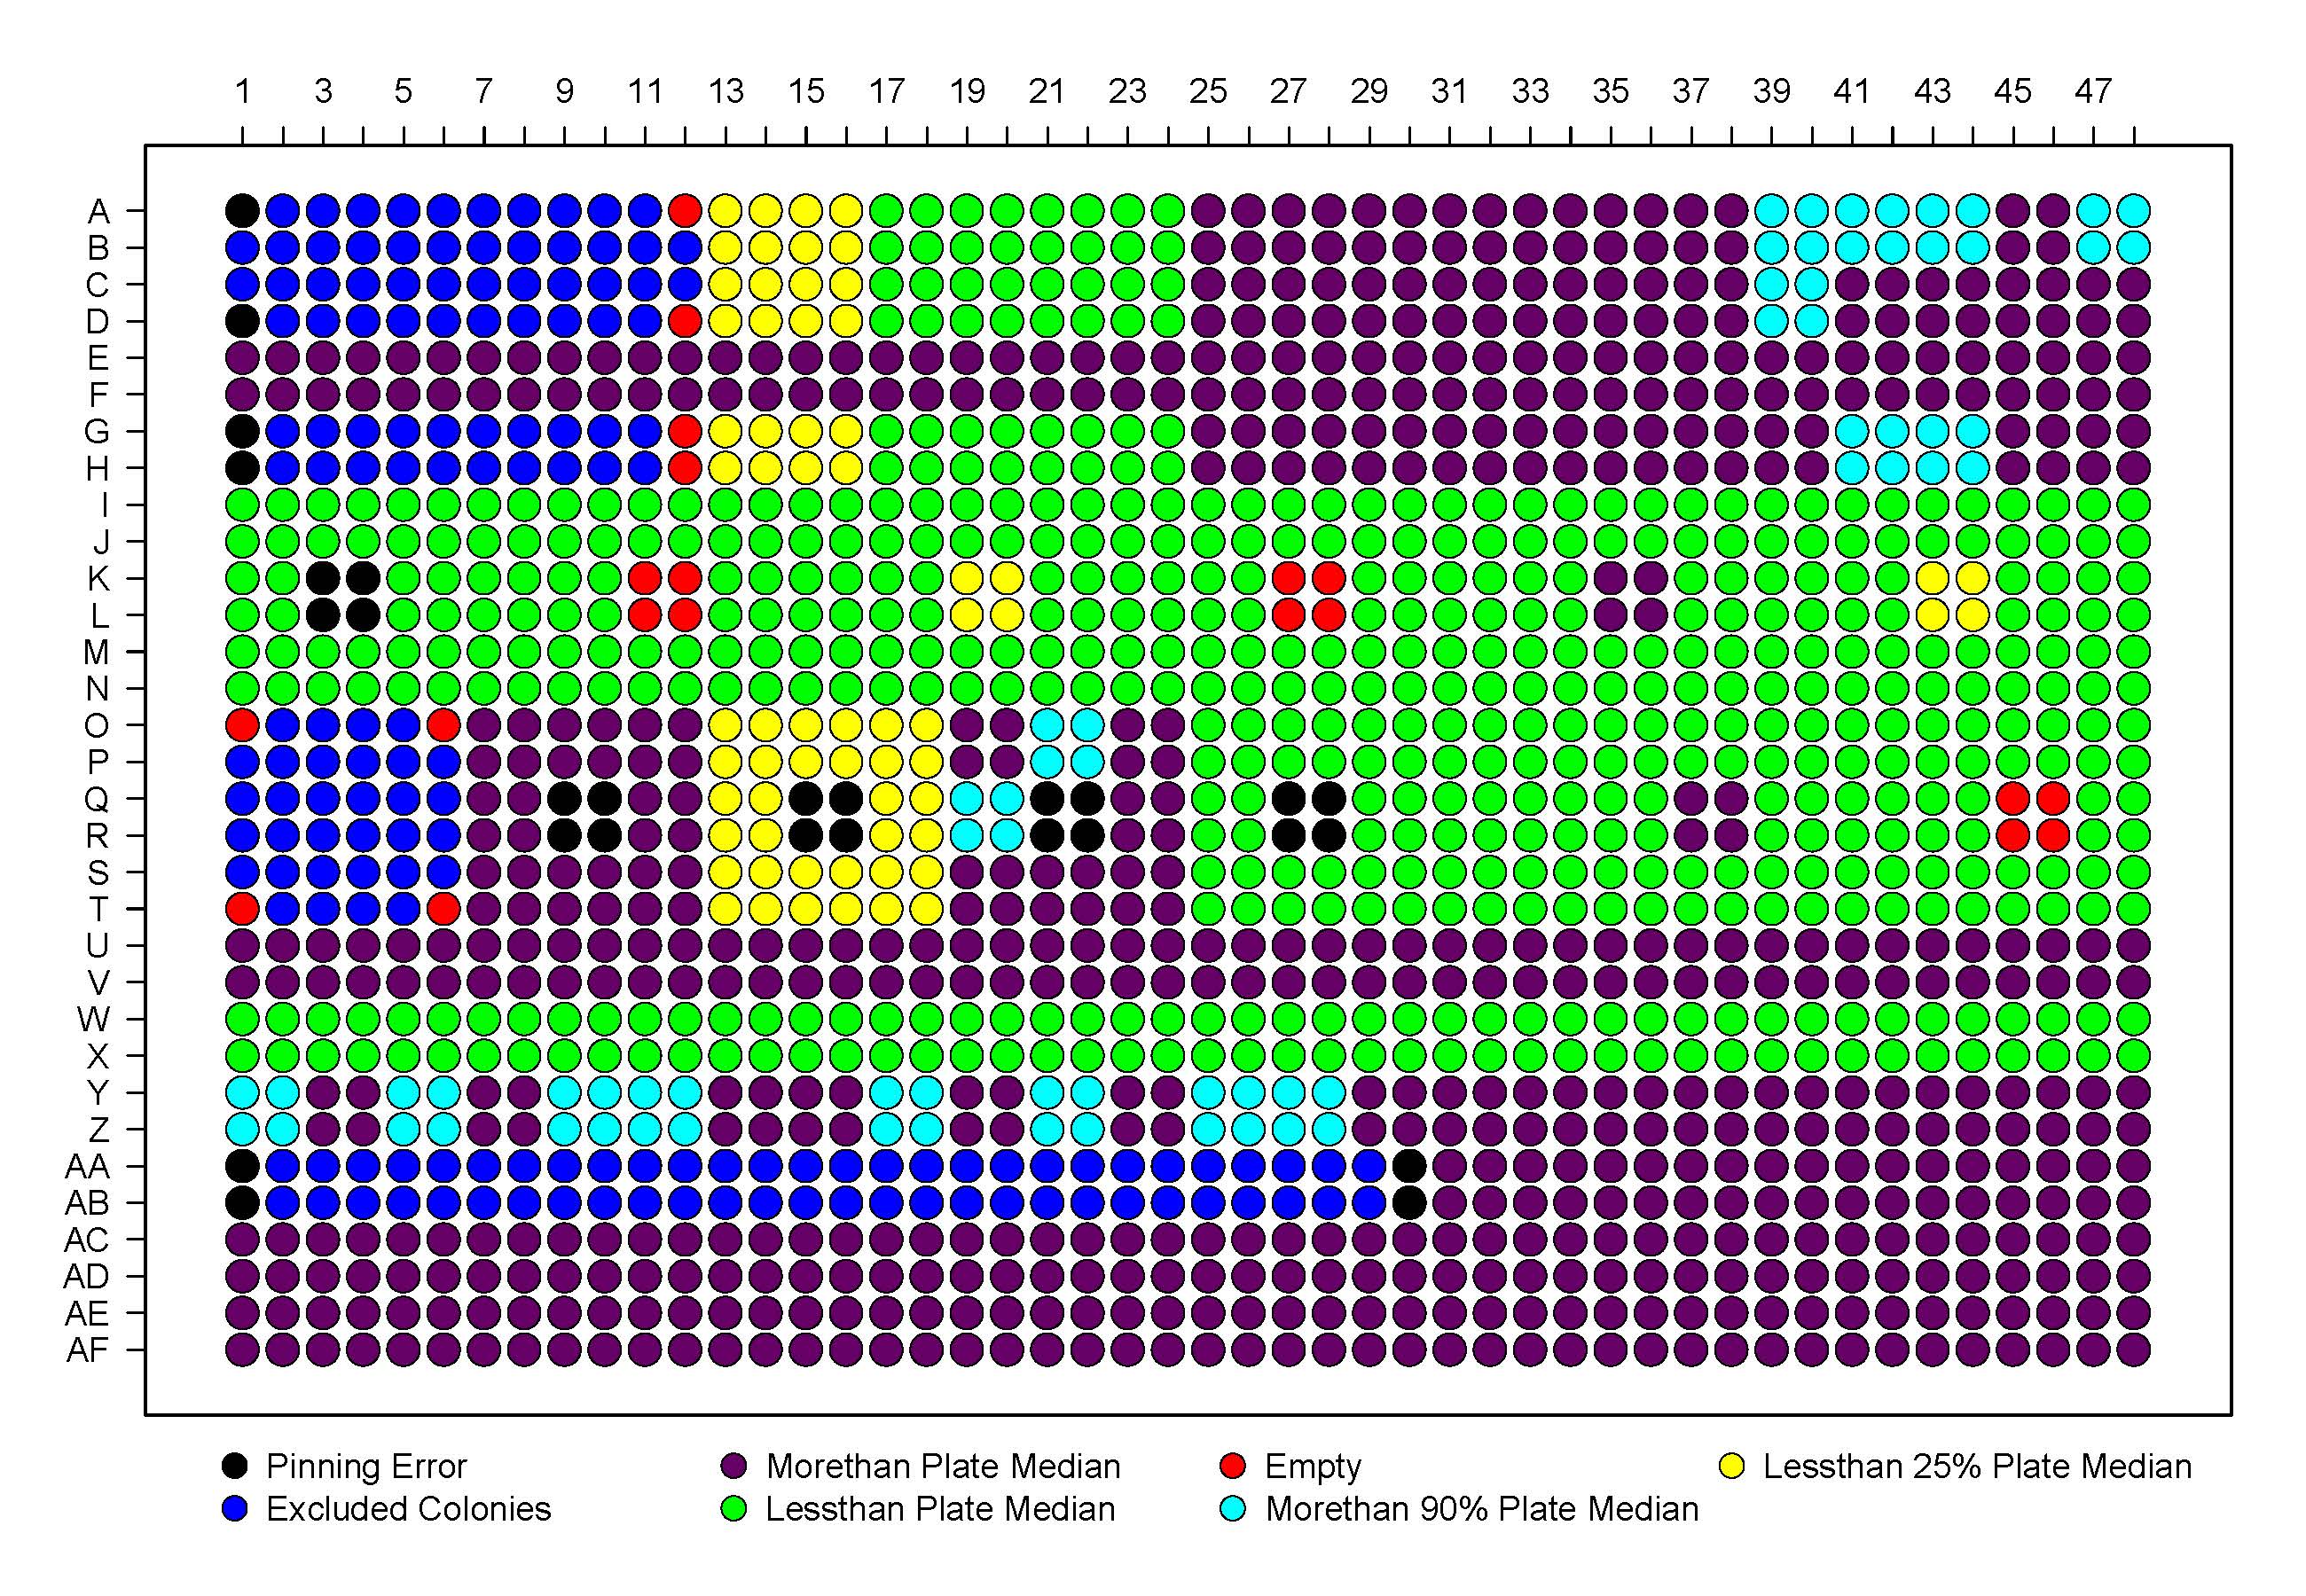 1 3 5 7 9 11 13 15 17 19 21 23 25 27 29 31 33 35 37 39 41 43 45 47
A
B
C
D
E
F
G
H
I
J
K
L
M
N
O
P
Q
R
S
T
U
V
W
X
Y
Z
AA
AB
AC
AD
AE
AF
Pinning Error Morethan Plate Median Empty Lessthan 25% Plate Median
Excluded Colonies Lessthan Plate Median Morethan 90% Plate Median